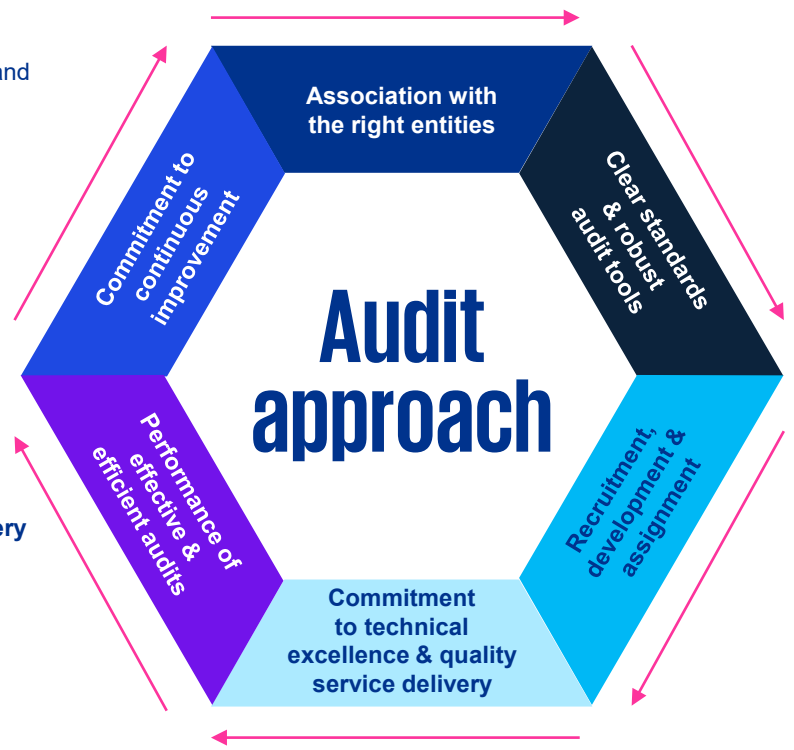 and
Association with
the right entities
Clear standards
& robust
audit tools
Recruitment,
development &
assignment
Commitment
to technical
excellence & quality
service delivery
Performance of
effective &
efficient audits
Commitment to
continuous
improvement
Audit
approach
ery